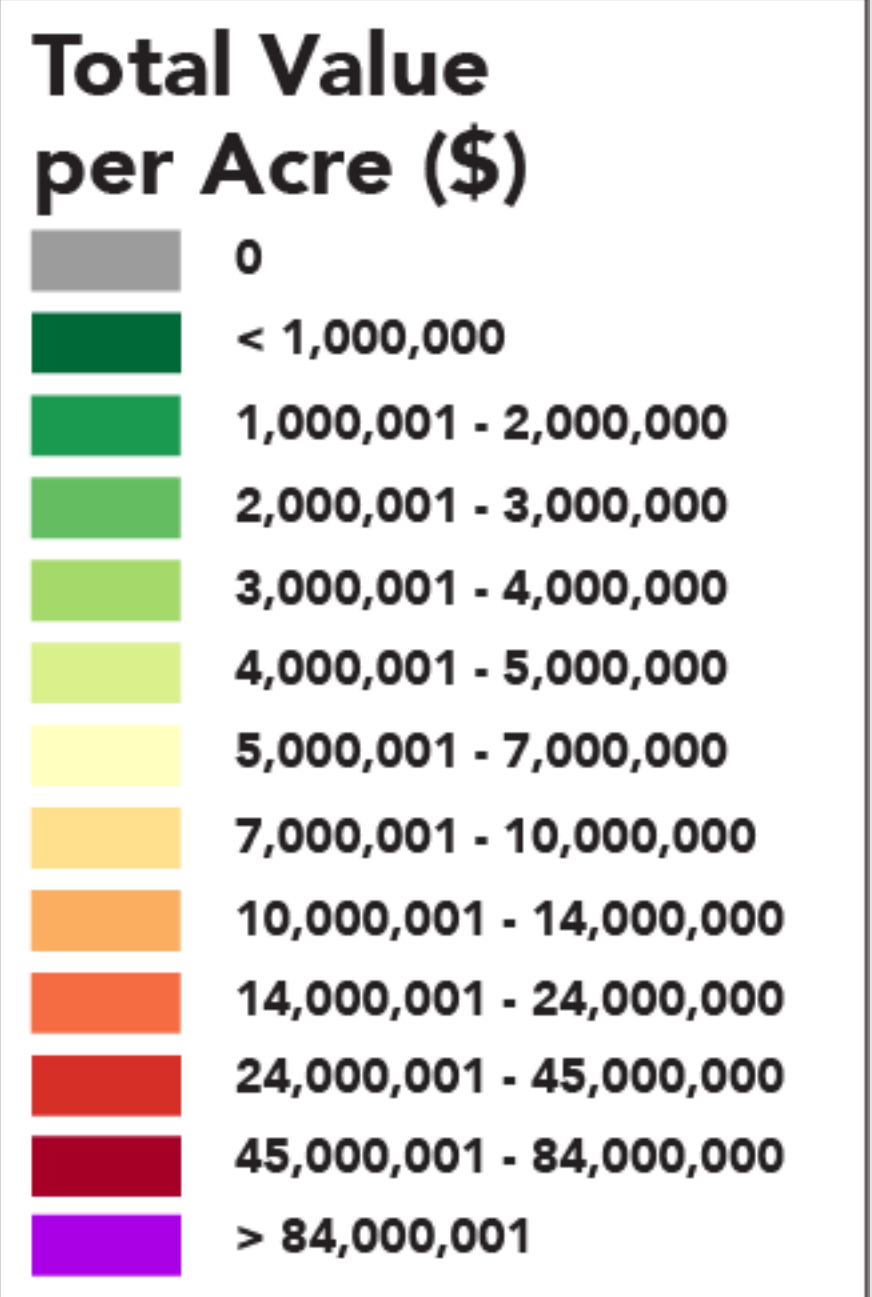 Total Value
per Acre ($)
0
< 1,000,000
1,000,001 - 2,000,000
2,000,001 - 3,000,000
3,000,001 - 4,000,000
4,000,001 - 5,000,000
5,000,001 - 7,000,000
7,000,001 - 10,000,000
10,000,001 - 14,000,000
14,000,001 - 24,000,000
24,000,001 - 45,000,000
45,000,001 - 84,000,000
> 84,000,001